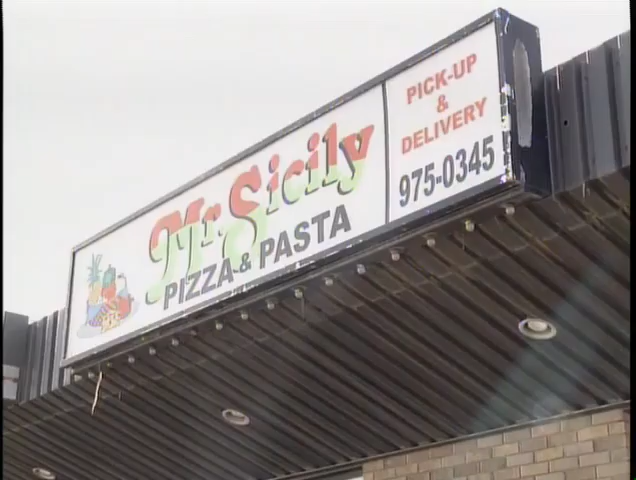 Mr. Sicily
PIZZA & PASTA
PICK-UP
&
DELIVERY
975-0345